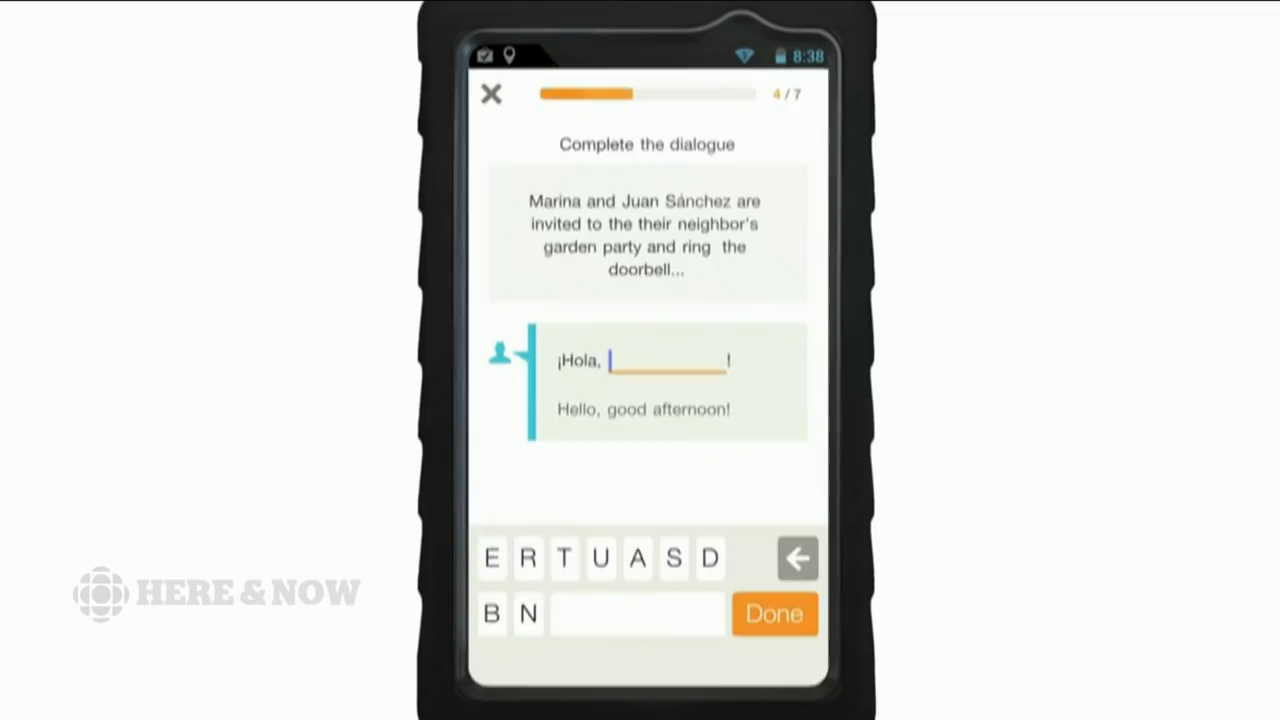 8:38
4/7
Complete the dialogue
Marina and Juan Sánchez are
invited to the their neighbor's
garden party and ring the
doorbell...
¡Hola, ____________!
Hello, good afternoon!
E R T U A S D
B N
Done
HERE & NOW